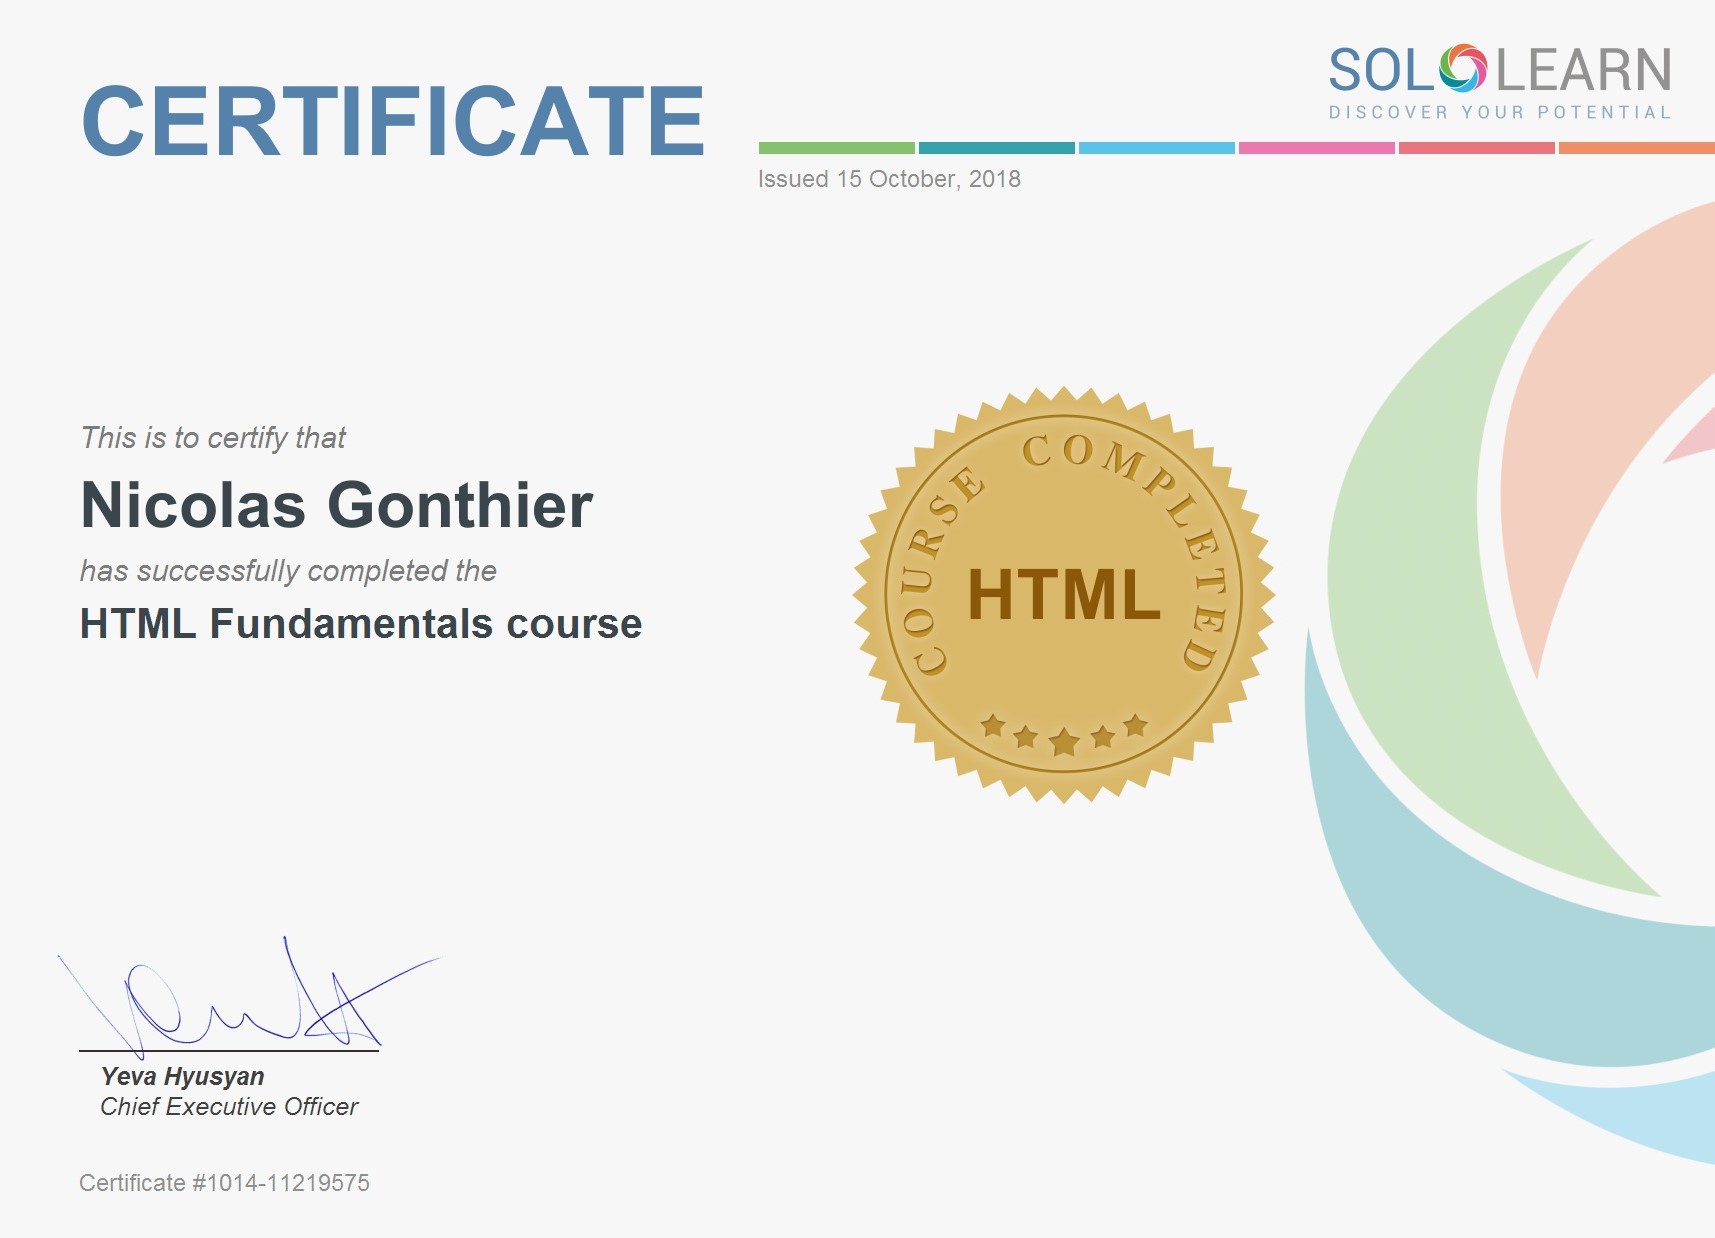 CERTIFICATE
SOLOLEARN
DISCOVER YOUR POTENTIAL
Issued 15 October, 2018
This is to certify that
Nicolas Gonthier
has successfully completed the
HTML Fundamentals course
COURSE COMPLETED
HTML
Yeva Hyusyan
Chief Executive Officer
Certificate #1014-11219575